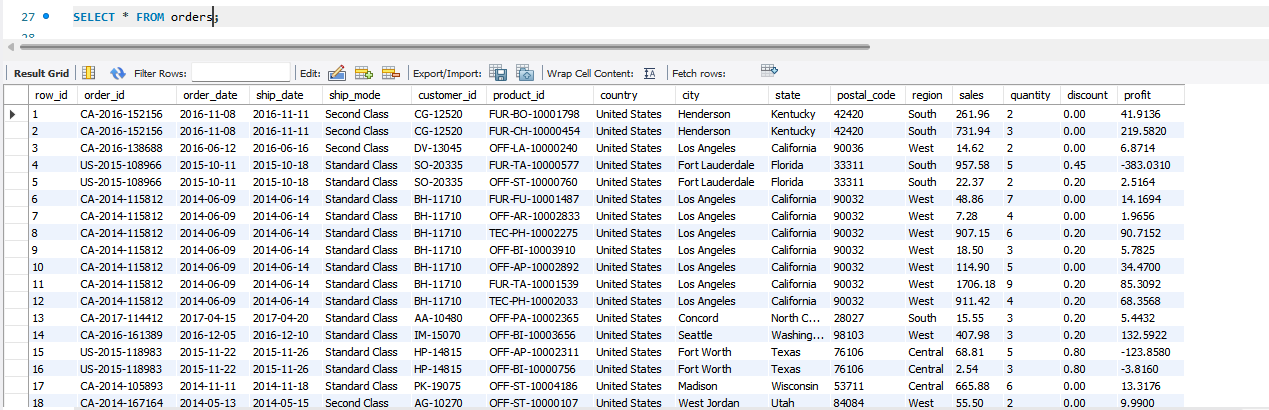 27 SELECT * FROM orders;
28
Result Grid Filter Rows: Edit: Export/Import: Wrap Cell Content: IA Fetch rows:
row_id order_id order_date ship_date ship_mode customer_id product_id country city state postal_code region sales quantity discount profit
1 CA-2016-152156 2016-11-08 2016-11-11 Second Class CG-12520 FUR-BO-10001798 United States Henderson Kentucky 42420 South 261.96 2 0.00 41.9136
2 CA-2016-152156 2016-11-08 2016-11-11 Second Class CG-12520 FUR-CH-10000454 United States Henderson Kentucky 42420 South 731.94 3 0.00 219.5820
3 CA-2016-138688 2016-06-12 2016-06-16 Second Class DV-13045 OFF-LA-10000240 United States Los Angeles California 90036 West 14.62 2 0.00 6.8714
4 US-2015-108966 2015-10-11 2015-10-18 Standard Class SO-20335 FUR-TA-10000577 United States Fort Lauderdale Florida 33311 South 957.58 5 0.45 -383.0310
5 US-2015-108966 2015-10-11 2015-10-18 Standard Class SO-20335 OFF-ST-10000760 United States Fort Lauderdale Florida 33311 South 22.37 2 0.20 2.5164
6 CA-2014-115812 2014-06-09 2014-06-14 Standard Class BH-11710 FUR-FU-10001487 United States Los Angeles California 90032 West 48.86 7 0.00 14.1694
7 CA-2014-115812 2014-06-09 2014-06-14 Standard Class BH-11710 OFF-AR-10002833 United States Los Angeles California 90032 West 7.28 4 0.00 1.9656
8 CA-2014-115812 2014-06-09 2014-06-14 Standard Class BH-11710 TEC-PH-10002275 United States Los Angeles California 90032 West 907.15 6 0.20 90.7152
9 CA-2014-115812 2014-06-09 2014-06-14 Standard Class BH-11710 OFF-BI-10003910 United States Los Angeles California 90032 West 18.50 3 0.20 5.7825
10 CA-2014-115812 2014-06-09 2014-06-14 Standard Class BH-11710 OFF-AP-10002892 United States Los Angeles California 90032 West 114.90 5 0.00 34.4700
11 CA-2014-115812 2014-06-09 2014-06-14 Standard Class BH-11710 FUR-TA-10001539 United States Los Angeles California 90032 West 1706.18 9 0.20 85.3092
12 CA-2014-115812 2014-06-09 2014-06-14 Standard Class BH-11710 TEC-PH-10002033 United States Los Angeles California 90032 West 911.42 4 0.20 68.3568
13 CA-2017-114412 2017-04-15 2017-04-20 Standard Class AA-10480 OFF-PA-10002365 United States Concord North C... 28027 South 15.55 3 0.20 5.4432
14 CA-2016-161389 2016-12-05 2016-12-10 Standard Class IM-15070 OFF-BI-10003656 United States Seattle Washing... 98103 West 407.98 3 0.20 132.5922
15 US-2015-118983 2015-11-22 2015-11-26 Standard Class HP-14815 OFF-AP-10002311 United States Fort Worth Texas 76106 Central 68.81 5 0.80 -123.8580
16 US-2015-118983 2015-11-22 2015-11-26 Standard Class HP-14815 OFF-BI-10000756 United States Fort Worth Texas 76106 Central 2.54 3 0.80 -3.8160
17 CA-2014-105893 2014-11-11 2014-11-18 Standard Class PK-19075 OFF-ST-10004186 United States Madison Wisconsin 53711 Central 665.88 6 0.00 13.3176
18 CA-2014-167164 2014-05-13 2014-05-15 Second Class AG-10270 OFF-ST-10000107 United States West Jordan Utah 84084 West 55.50 2 0.00 9.9900